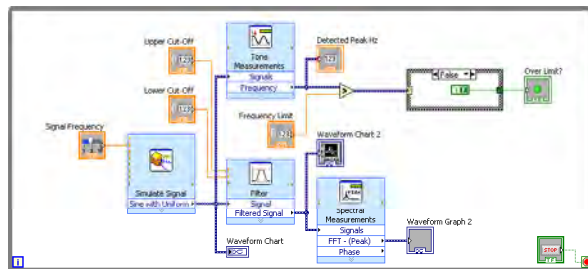 Upper Cut-Off
Tone
Measurements
Signals
Frequency
Detected Peak Hz
123
False
Over Limit?
Lower Cut-Off
Frequency Limit
Signal Frequency
Waveform Chart 2
Simulate Signal
Sine with Uniform
Filter
Signal
Filtered Signal
Spectral
Measurements
Signals
FFT - (Peak)
Phase
Waveform Chart
Waveform Graph 2
STOP
i